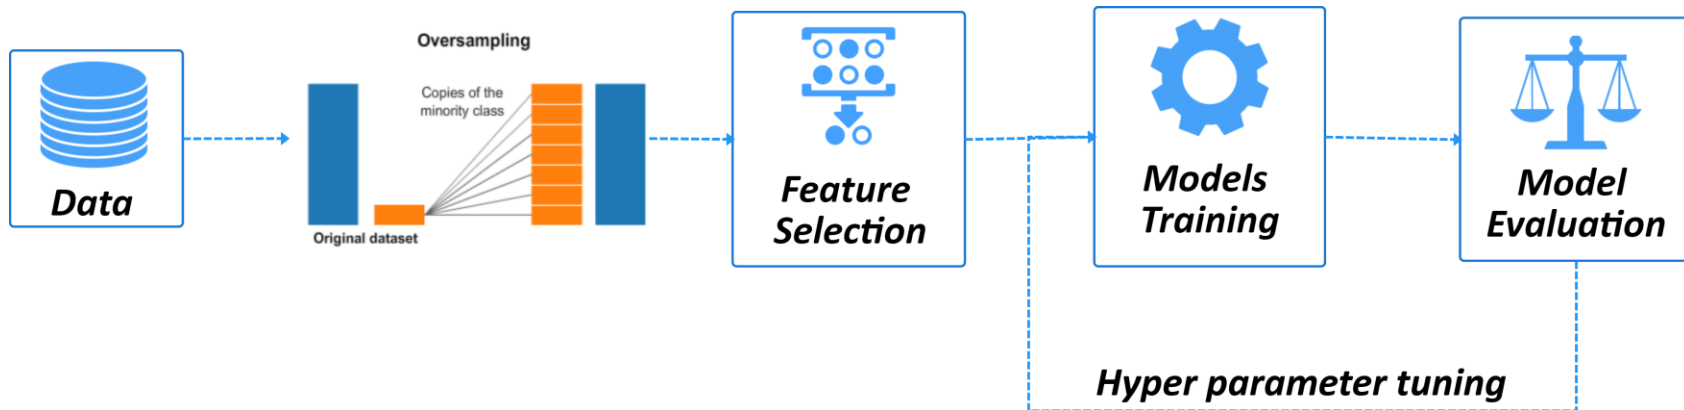 Data
Oversampling
Copies of the
minority class
Original dataset
Feature
Selection
Models
Training
Model
Evaluation
Hyper parameter tuning